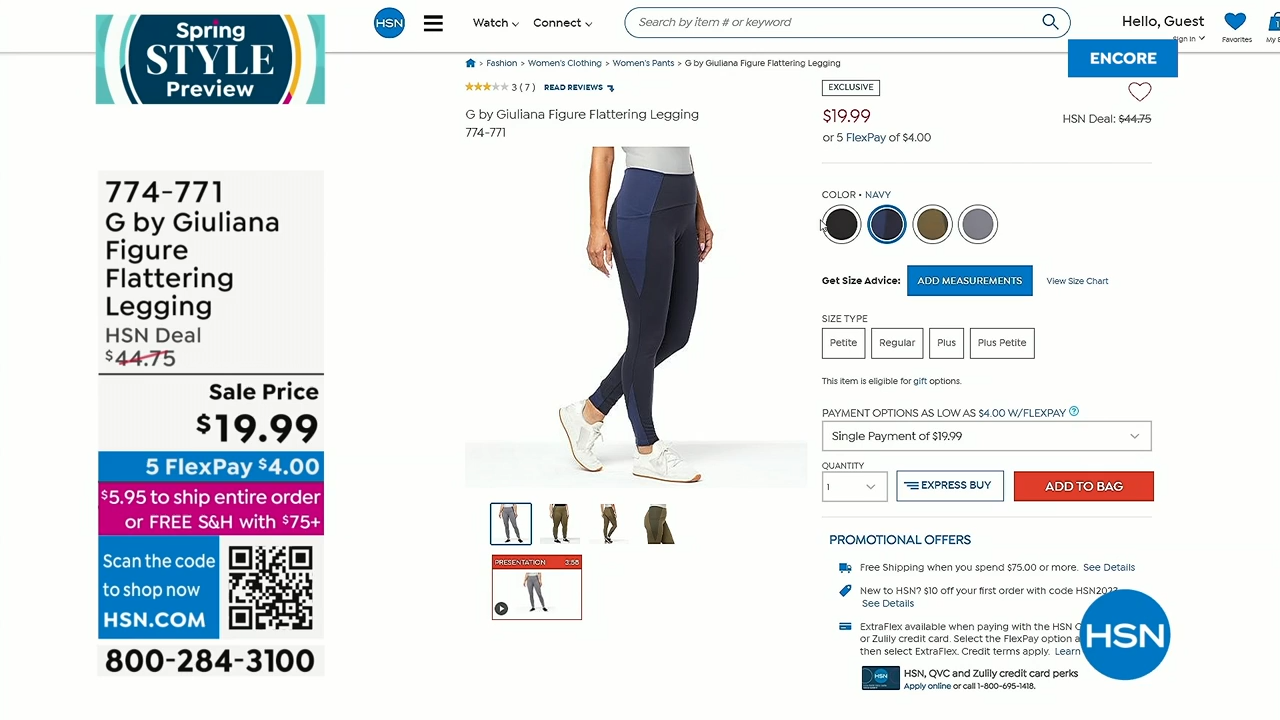 Spring
STYLE
Preview
774-771
G by Giuliana
Figure
Flattering
Legging
HSN Deal
$44.75
Sale Price
$19.99
5 FlexPay $4.00
$5.95 to ship entire order
or FREE S&H with $75+
Scan the code
to shop now
HSN.COM
800-284-3100
HSN
Watch
Connect
Search by item # or keyword
Hello, Guest
Sign In
Favorites
ENCORE
> Fashion > Women's Clothing > Women's Pants > G by Giuliana Figure Flattering Legging
3 ( 7 ) READ REVIEWS
G by Giuliana Figure Flattering Legging
774-771
PRESENTATION 3:58
EXCLUSIVE
$19.99
HSN Deal: $44.75
or 5 FlexPay of $4.00
COLOR • NAVY
Get Size Advice: ADD MEASUREMENTS View Size Chart
SIZE TYPE
Petite Regular Plus Plus Petite
This item is eligible for gift options.
PAYMENT OPTIONS AS LOW AS $4.00 W/FLEXPAY ?
Single Payment of $19.99
QUANTITY
1 EXPRESS BUY ADD TO BAG
PROMOTIONAL OFFERS
Free Shipping when you spend $75.00 or more. See Details
New to HSN? $10 off your first order with code HSN202
See Details
ExtraFlex available when paying with the HSN
or Zulily credit card. Select the FlexPay option
then select ExtraFlex. Credit terms apply. Learn
HSN
HSN, QVC and Zulily credit card perks
Apply online or call 1-800-695-1418.